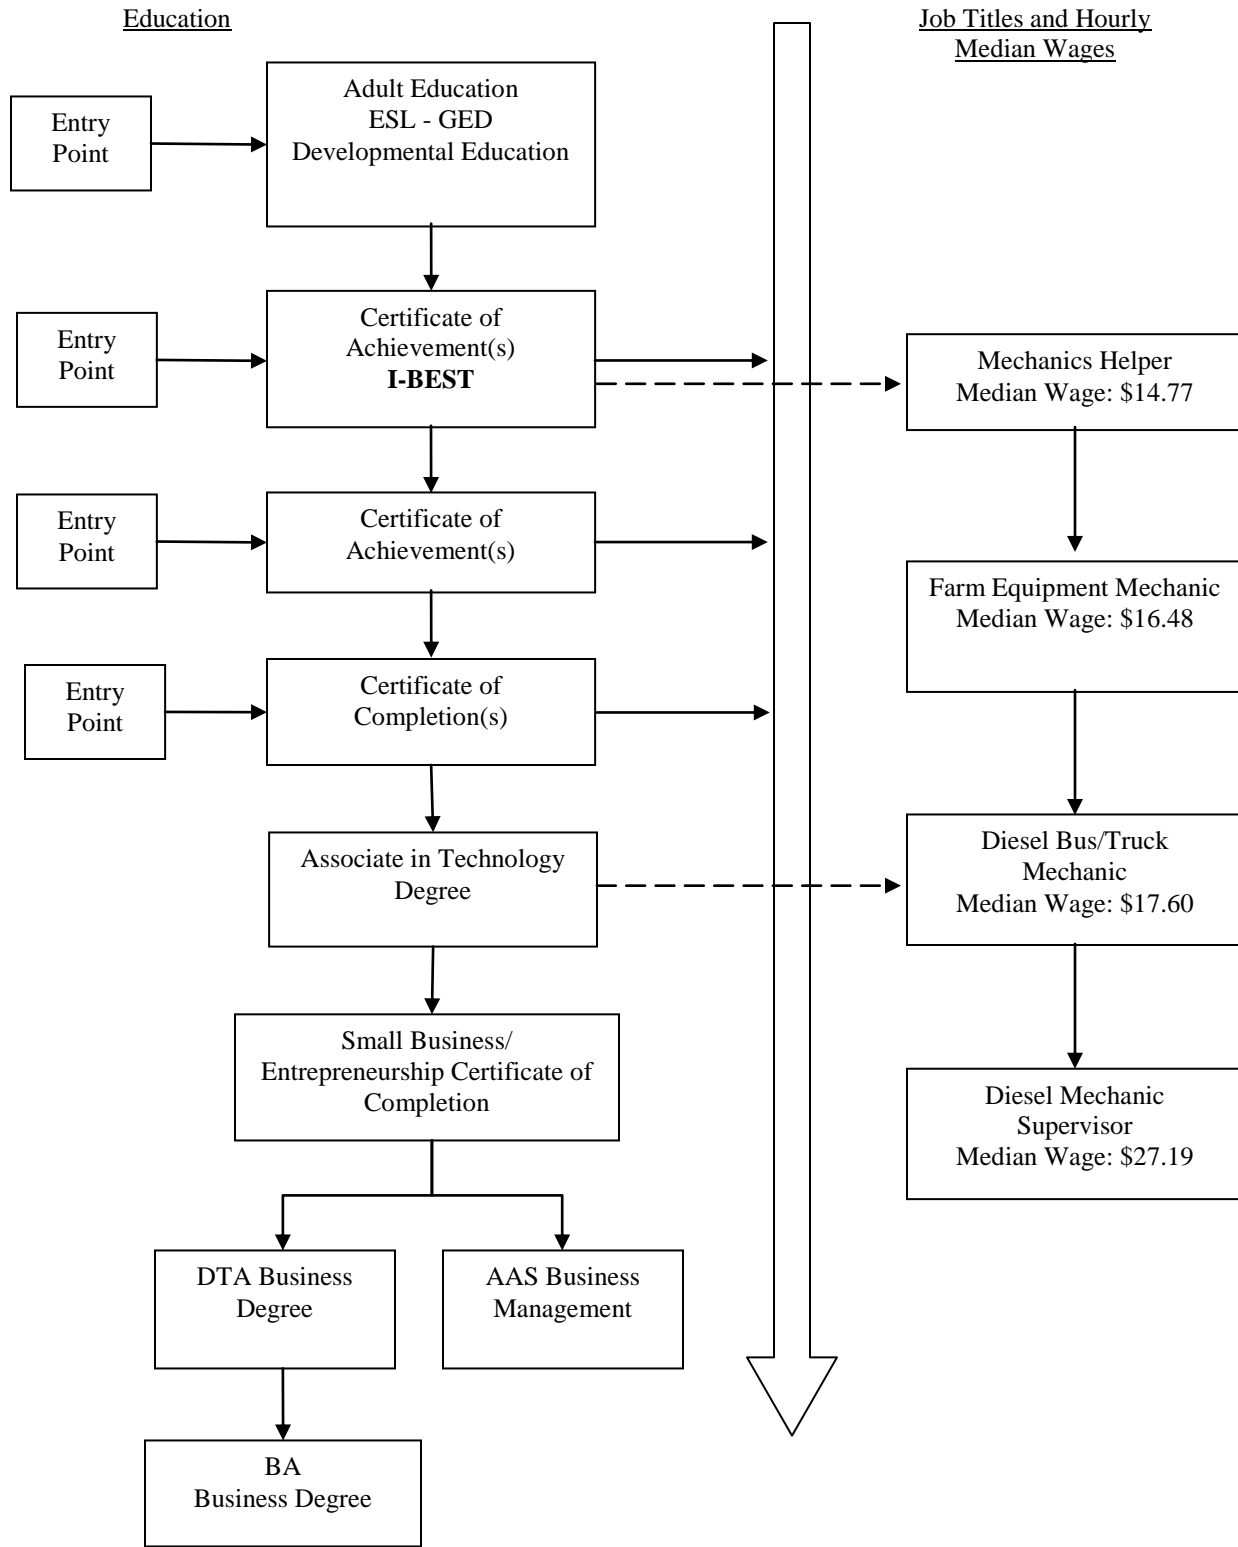 Education
Job Titles and Hourly
Median Wages
Adult Education
ESL - GED
Developmental Education
Entry
Point
Certificate of
Achievement(s)
I-BEST
Entry
Point
Mechanics Helper
Median Wage: $14.77
Entry
Point
Certificate of
Achievement(s)
Farm Equipment Mechanic
Median Wage: $16.48
Entry
Point
Certificate of
Completion(s)
Associate in Technology
Degree
Diesel Bus/Truck
Mechanic
Median Wage: $17.60
Small Business/
Entrepreneurship Certificate of
Completion
Diesel Mechanic
Supervisor
Median Wage: $27.19
DTA Business
Degree
AAS Business
Management
BA
Business Degree